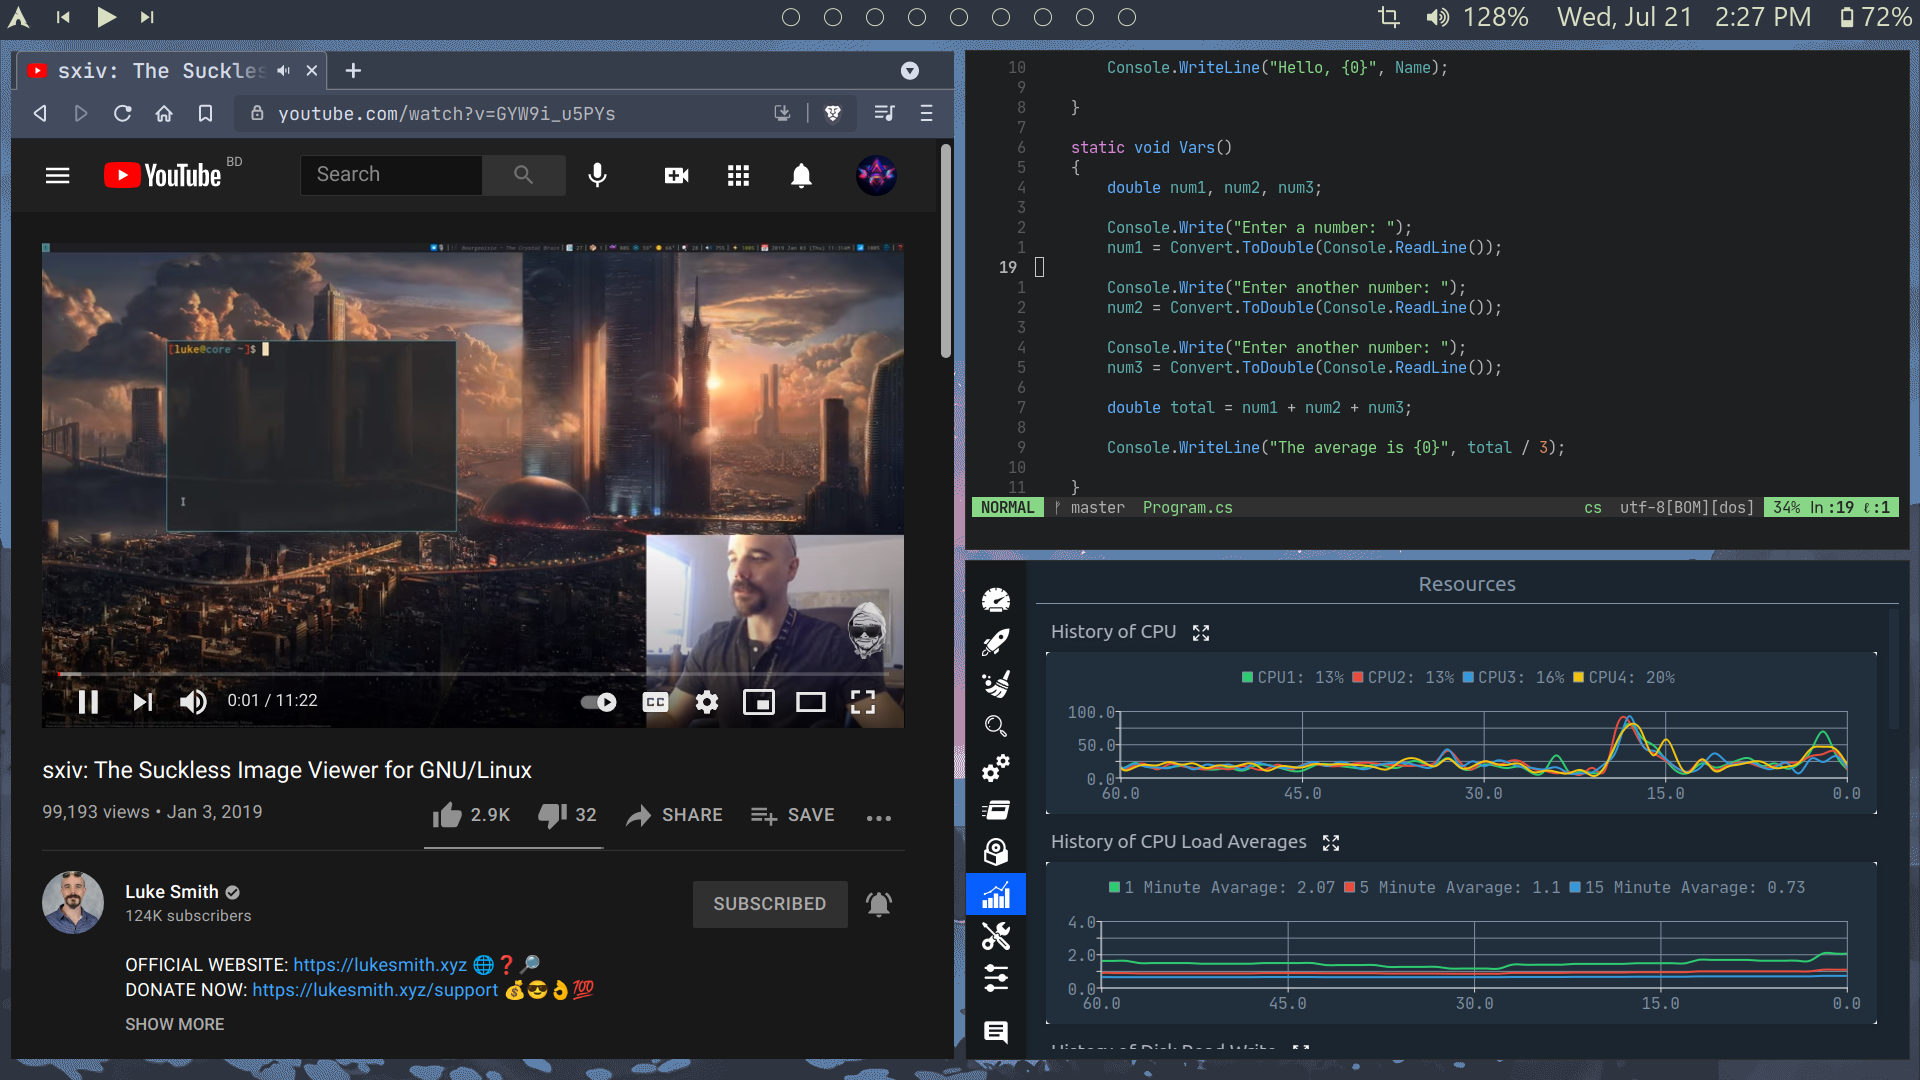 128% Wed, Jul 21 2:27 PM 72%
sxiv: The Suckles
youtube.com/watch?v=GYW9i_u5PYs
YouTube BD
Search
[luke@core ~]$
0:01 / 11:22
CC
sxiv: The Suckless Image Viewer for GNU/Linux
99,193 views • Jan 3, 2019
2.9K 32 SHARE SAVE
Luke Smith
124K subscribers
SUBSCRIBED
OFFICIAL WEBSITE: https://lukesmith.xyz 🌐❓🔎
DONATE NOW: https://lukesmith.xyz/support 💰😎👌💯
SHOW MORE
10 Console.WriteLine("Hello, {0}", Name);
9
8 }
7
6 static void Vars()
5 {
4 double num1, num2, num3;
3
2 Console.Write("Enter a number: ");
1 num1 = Convert.ToDouble(Console.ReadLine());
19
1 Console.Write("Enter another number: ");
2 num2 = Convert.ToDouble(Console.ReadLine());
3
4 Console.Write("Enter another number: ");
5 num3 = Convert.ToDouble(Console.ReadLine());
6
7 double total = num1 + num2 + num3;
8
9 Console.WriteLine("The average is {0}", total / 3);
10
11 }
NORMAL master Program.cs cs utf-8[BOM][dos] 34% ln :19 ℓ:1
Resources
History of CPU
CPU1: 13% CPU2: 13% CPU3: 16% CPU4: 20%
100.0
50.0
0.0
60.0 45.0 30.0 15.0 0.0
History of CPU Load Averages
1 Minute Avarage: 2.07 5 Minute Avarage: 1.1 15 Minute Avarage: 0.73
4.0
2.0
0.0
60.0 45.0 30.0 15.0 0.0
History of Disk Read Write